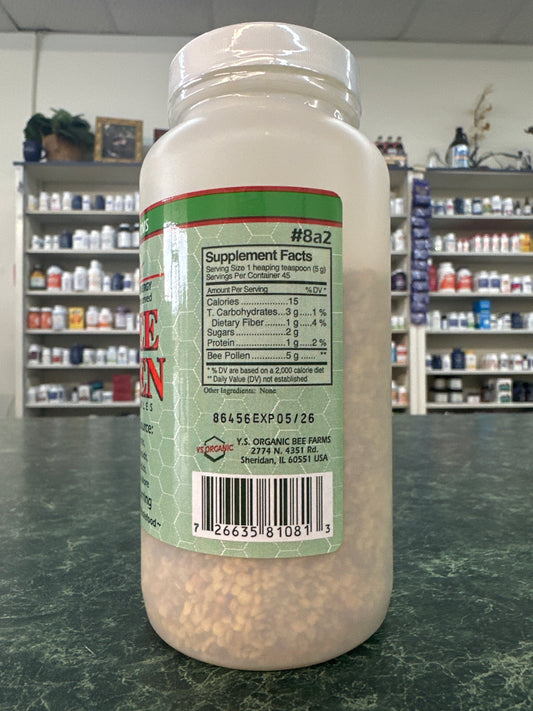 #8a2
Supplement Facts
Serving Size 1 heaping teaspoon (5 g)
Servings Per Container 45
Amount Per Serving % DV *
Calories ............. 15
T. Carbohydrates... 3 g ..... 1 %
Dietary Fiber ..... 1 g ..... 4 %
Sugars ............... 2 g
Protein ............... 1 g ..... 2 %
Bee Pollen ........... 5 g ..... **
* % DV are based on a 2,000 calorie diet
** Daily Value (DV) not established
Other Ingredients: None
86456EXP05/26
YS ORGANIC
Y.S. ORGANIC BEE FARMS
2774 N. 4351 Rd.
Sheridan, IL 60551 USA
7 26635 81081 3